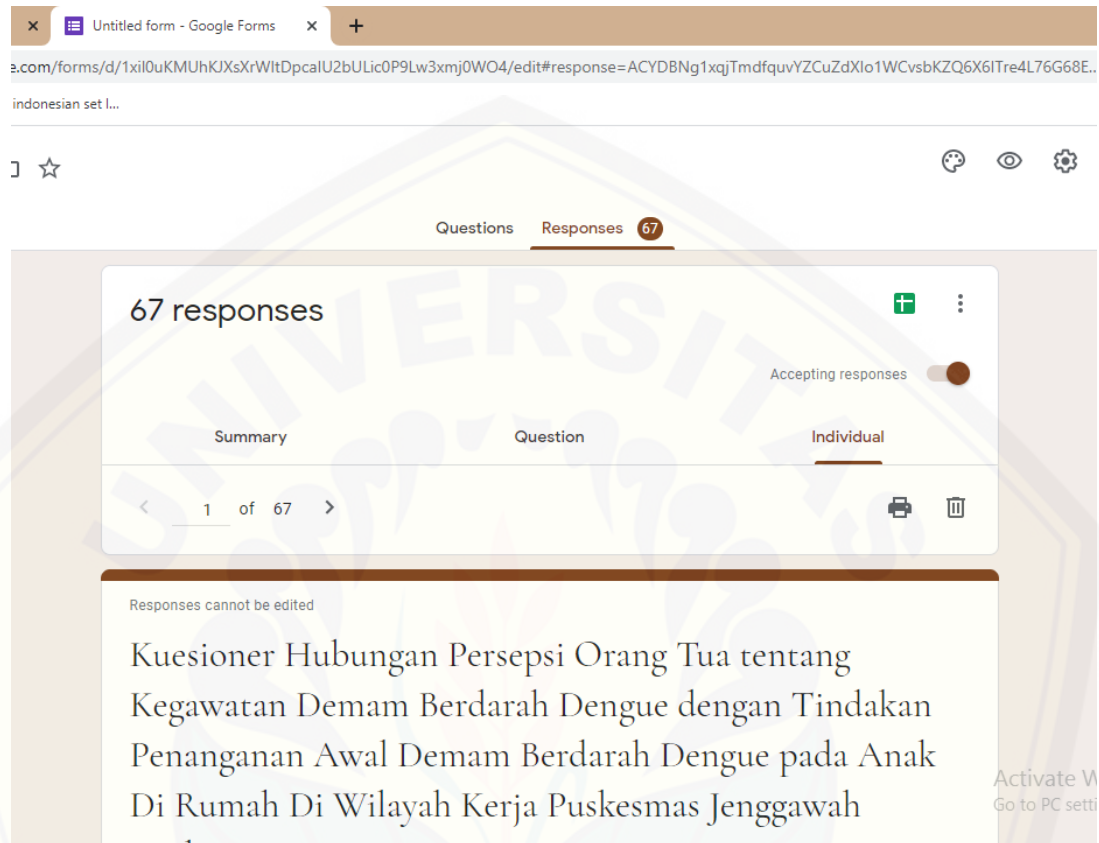 Untitled form - Google Forms
e.com/forms/d/1xil0uKMUhKJXsXrWItDpcalU2bULic0P9Lw3xmj0WO4/edit#response=ACYDBNg1xqjTmdfquvYZCuZdXIo1WCvsbKZQ6X6ITre4L76G68E...
indonesian set l...
Questions Responses 67
67 responses
Accepting responses
Summary Question Individual
1 of 67
Responses cannot be edited
Kuesioner Hubungan Persepsi Orang Tua tentang
Kegawatan Demam Berdarah Dengue dengan Tindakan
Penanganan Awal Demam Berdarah Dengue pada Anak
Di Rumah Di Wilayah Kerja Puskesmas Jenggawah
Activate W
Go to PC setti
UNIVERSITAS